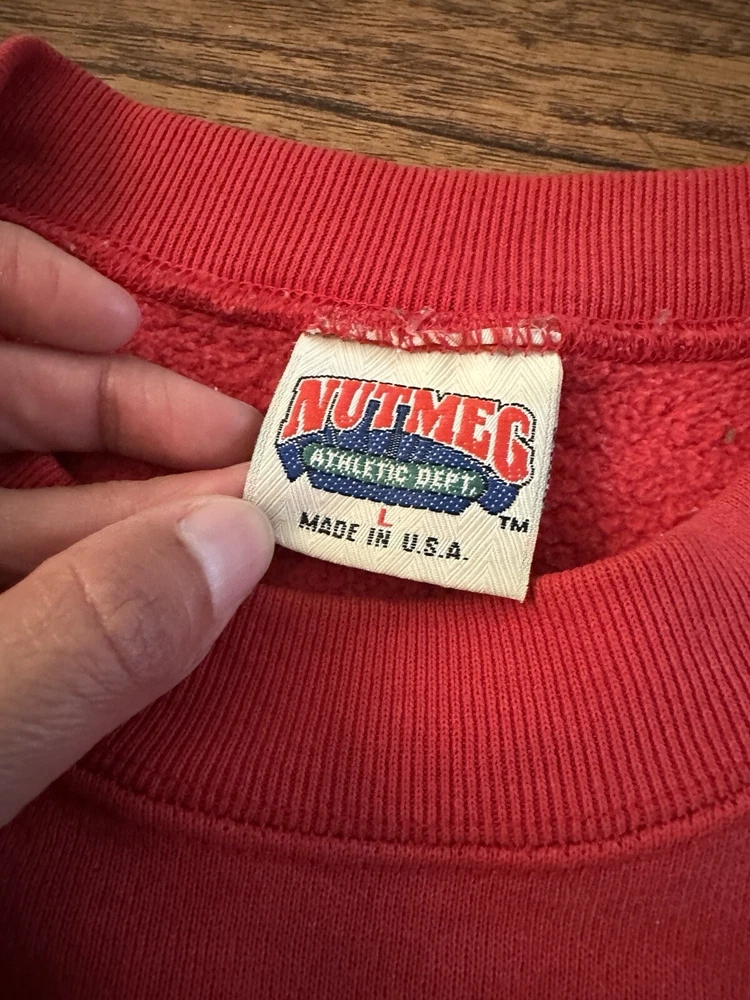 NUTMEG
ATHLETIC DEPT.
L
TM
MADE IN U.S.A.